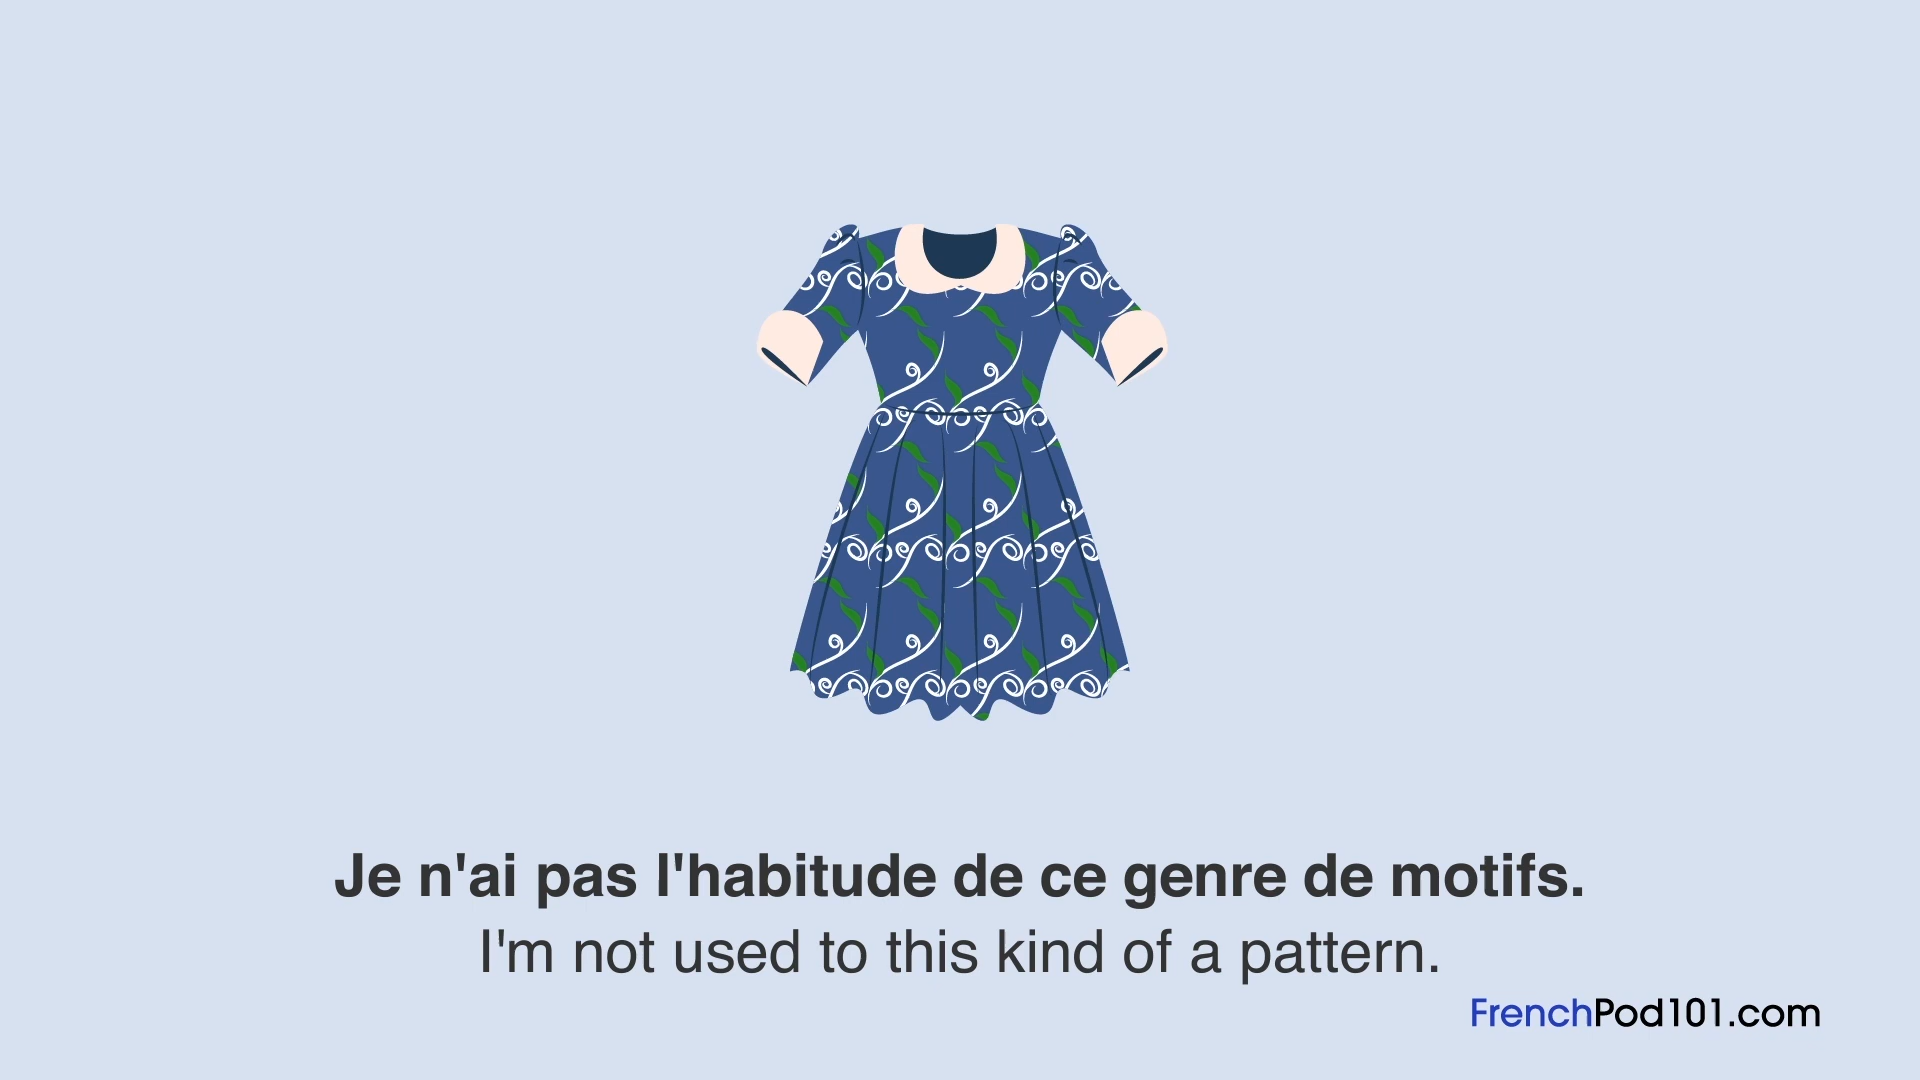 Je n'ai pas l'habitude de ce genre de motifs.
I'm not used to this kind of a pattern.
FrenchPod101.com